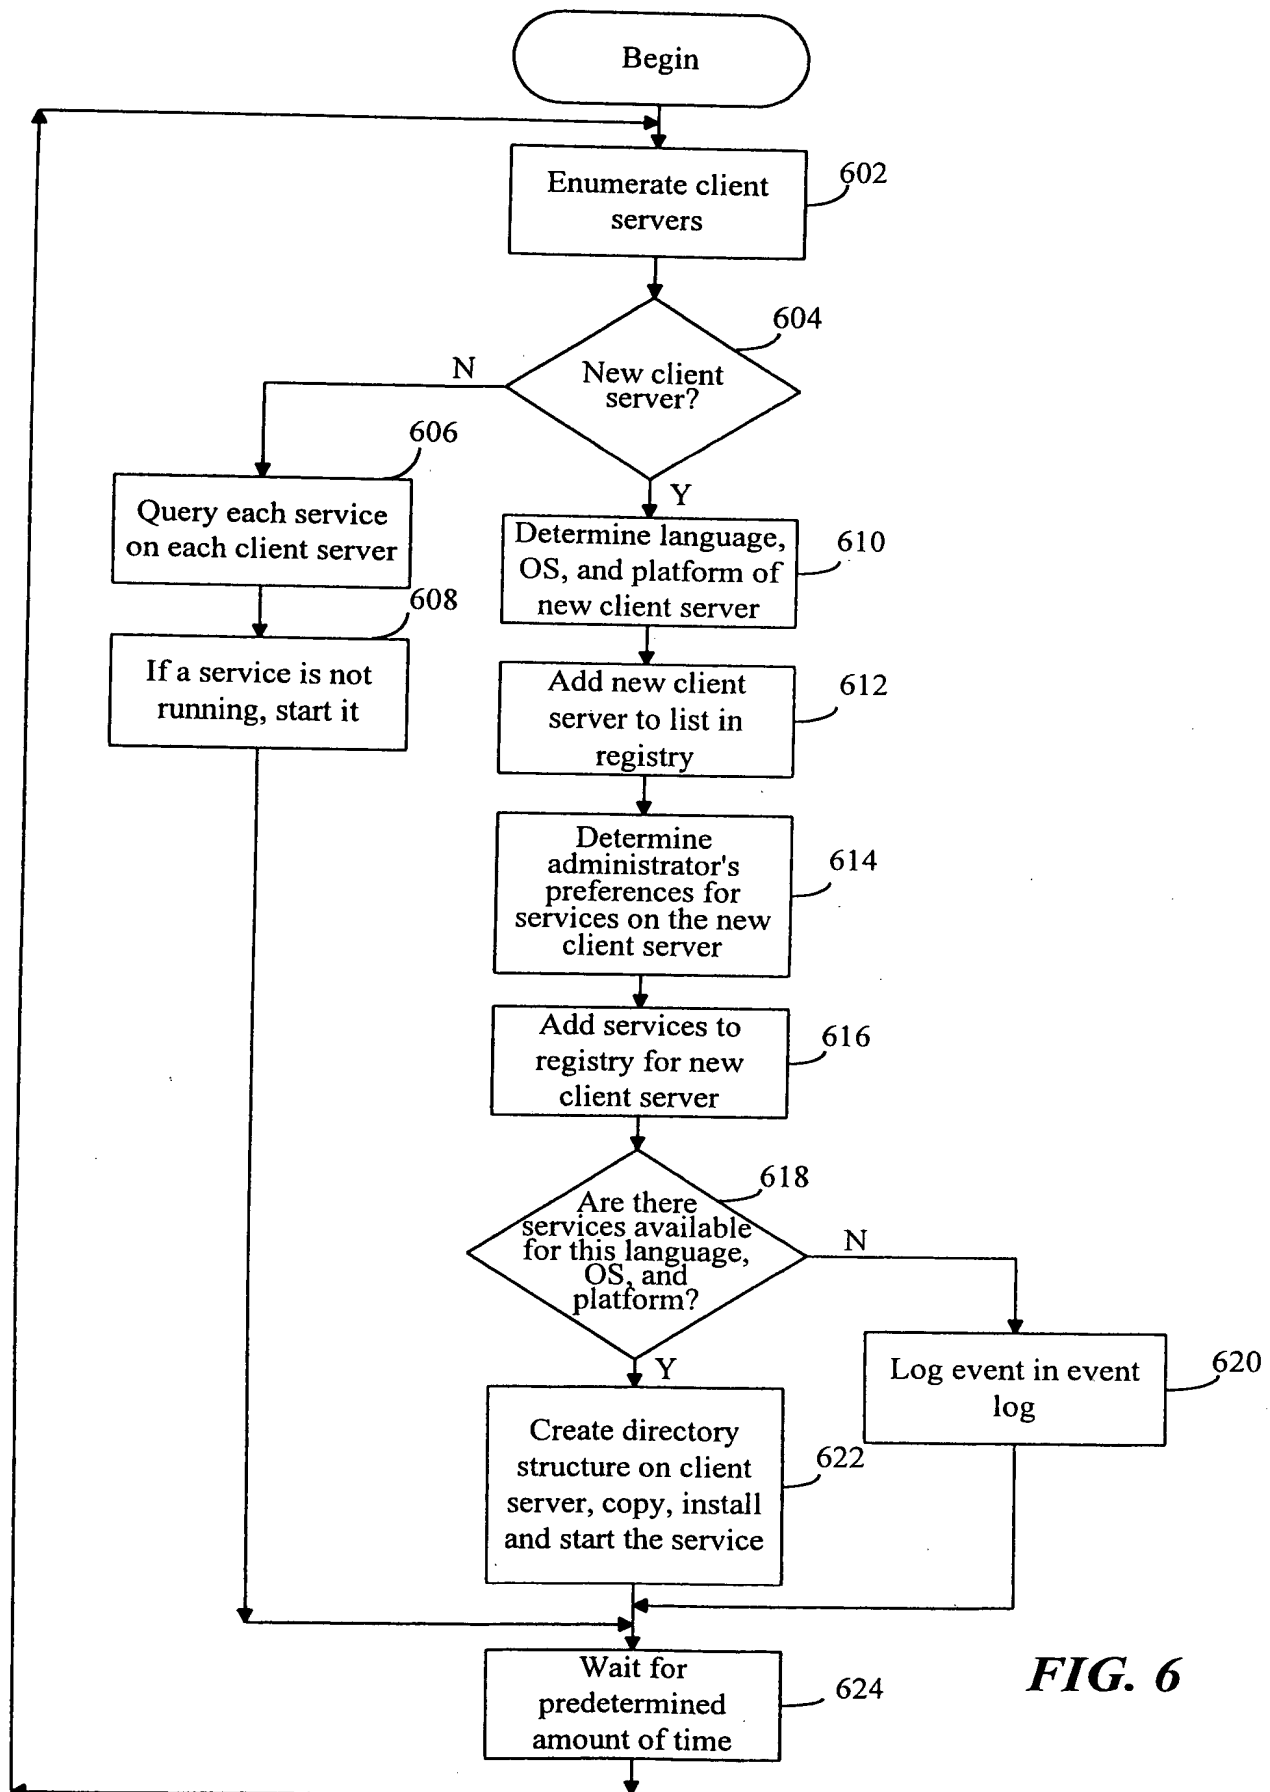 Begin
Enumerate client
servers
602
604
New client
server?
N
Y
606
Query each service
on each client server
608
If a service is not
running, start it
Determine language,
OS, and platform of
new client server
610
Add new client
server to list in
registry
612
Determine
administrator's
preferences for
services on the new
client server
614
Add services to
registry for new
client server
616
618
Are there
services available
for this language,
OS, and
platform?
N
Y
Log event in event
log
620
Create directory
structure on client
server, copy, install
and start the service
622
Wait for
predetermined
amount of time
624
FIG. 6